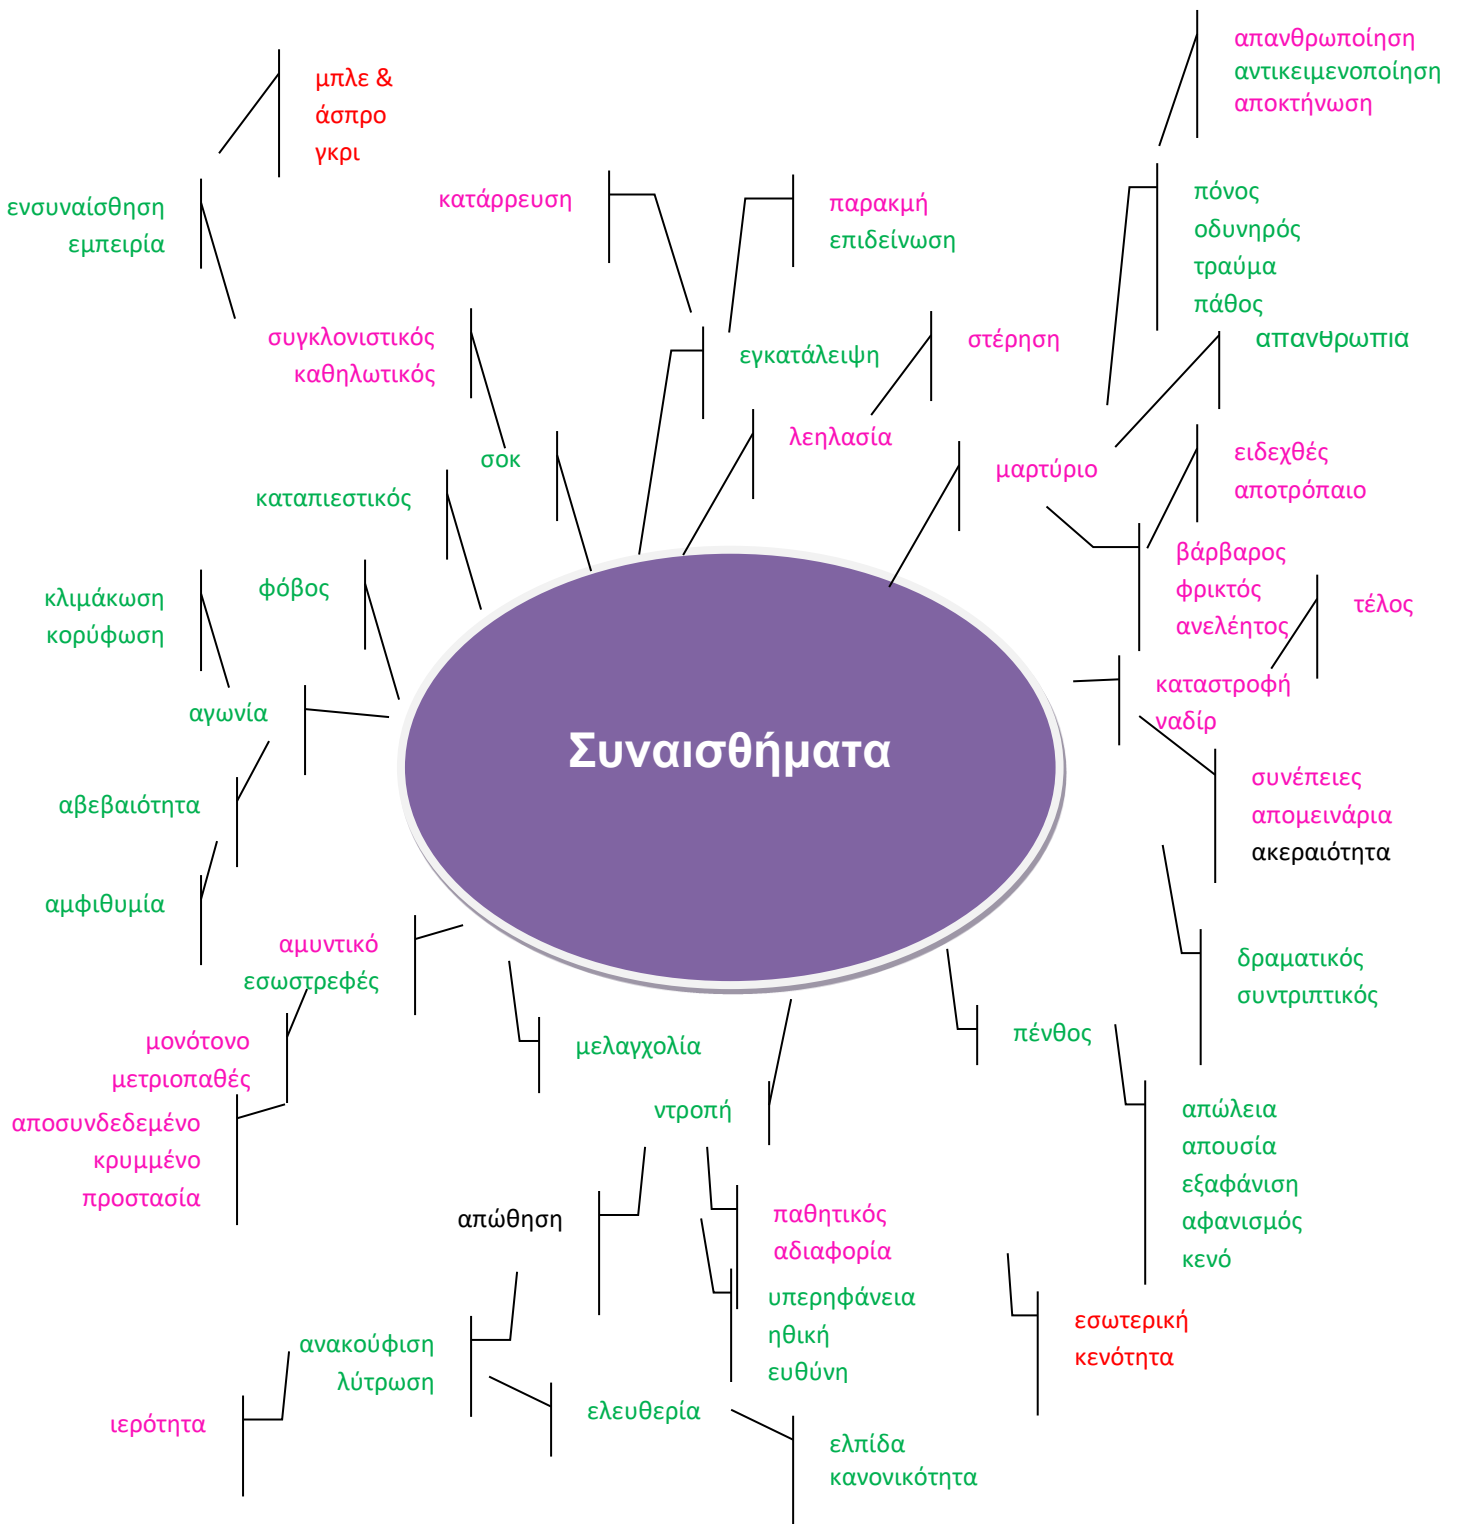 απανθρωποίηση
αντικειμενοποίηση
αποκτήνωση
μπλε &
άσπρο
γκρι
ενσυναίσθηση
εμπειρία
κατάρρευση
παρακμή
επιδείνωση
πόνος
οδυνηρός
τραύμα
πάθος
απανθρωπιά
συγκλονιστικός
καθηλωτικός
εγκατάλειψη
στέρηση
λεηλασία
σοκ
μαρτύριο
ειδεχθές
αποτρόπαιο
καταπιεστικός
βάρβαρος
φρικτός
ανελέητος
τέλος
φόβος
κλιμάκωση
κορύφωση
καταστροφή
ναδίρ
αγωνία
Συναισθήματα
συνέπειες
απομεινάρια
ακεραιότητα
αβεβαιότητα
αμφιθυμία
αμυντικό
εσωστρεφές
δραματικός
συντριπτικός
μονότονο
μετριοπαθές
μελαγχολία
πένθος
αποσυνδεδεμένο
κρυμμένο
προστασία
ντροπή
απώλεια
απουσία
εξαφάνιση
αφανισμός
κενό
απώθηση
παθητικός
αδιαφορία
υπερηφάνεια
ηθική
ευθύνη
εσωτερική
κενότητα
ανακούφιση
λύτρωση
ιερότητα
ελευθερία
ελπίδα
κανονικότητα